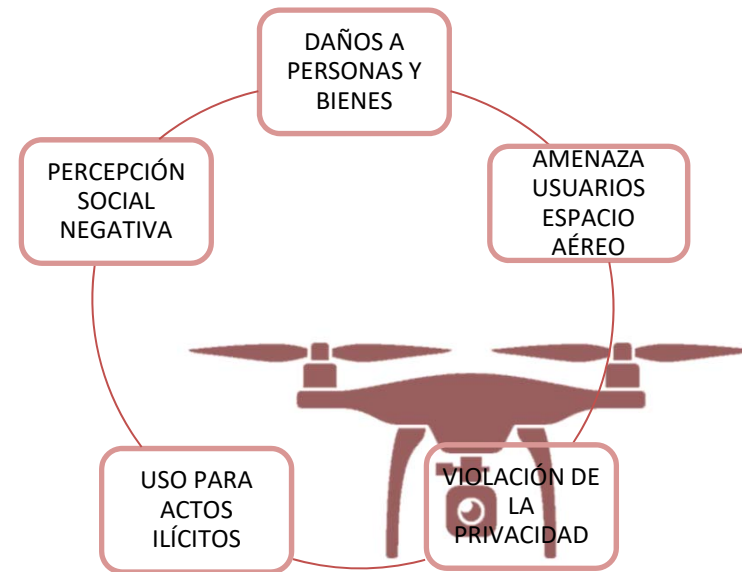 DAÑOS A
PERSONAS Y
BIENES
AMENAZA
USUARIOS
ESPACIO
AÉREO
VIOLACIÓN DE
LA
PRIVACIDAD
USO PARA
ACTOS
ILÍCITOS
PERCEPCIÓN
SOCIAL
NEGATIVA